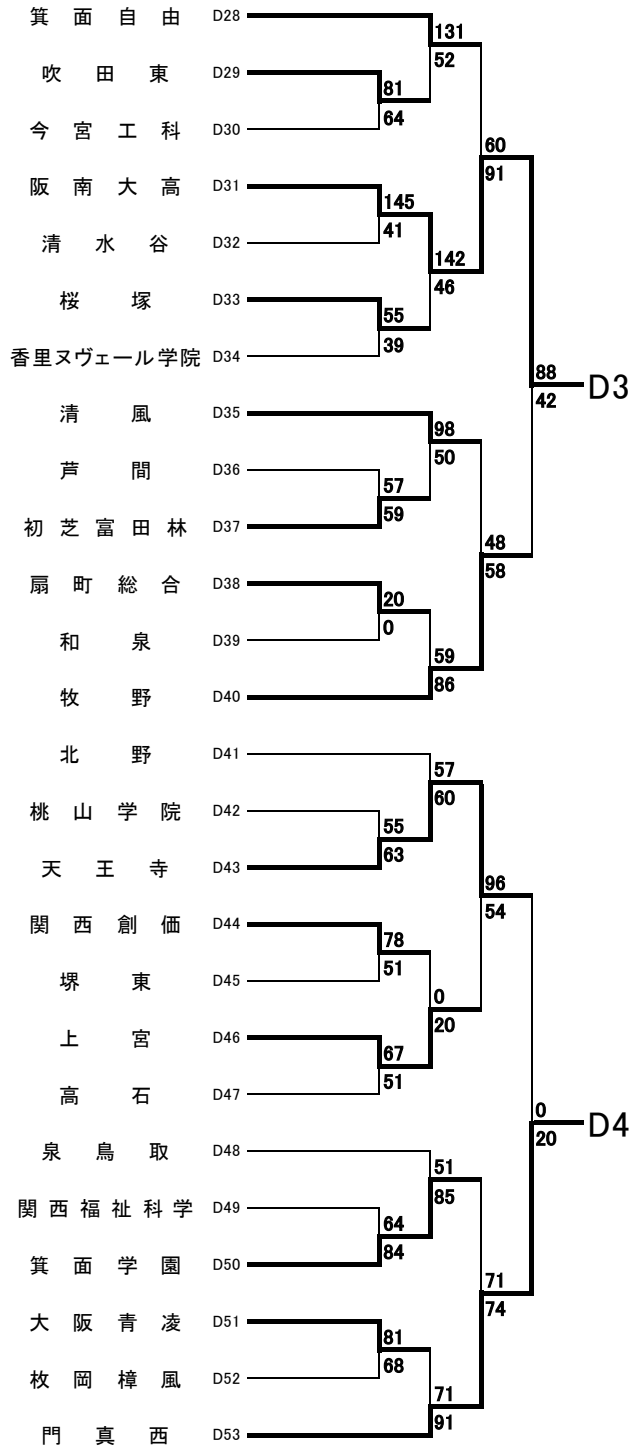 箕面自由 D28
131
52
吹田東 D29
81
64
今宮工科 D30
60
91
阪南大高 D31
145
41
清水谷 D32
142
46
桜塚 D33
55
39
香里ヌヴェール学院 D34
88
42
D3
清風 D35
98
50
芦間 D36
57
59
初芝富田林 D37
48
58
扇町総合 D38
20
0
和泉 D39
59
86
牧野 D40
北野 D41
57
60
桃山学院 D42
55
63
天王寺 D43
96
54
関西創価 D44
78
51
堺東 D45
0
20
上宮 D46
67
51
高石 D47
0
20
D4
泉鳥取 D48
51
85
関西福祉科学 D49
64
84
箕面学園 D50
71
74
大阪青凌 D51
81
68
枚岡樟風 D52
71
91
門真西 D53